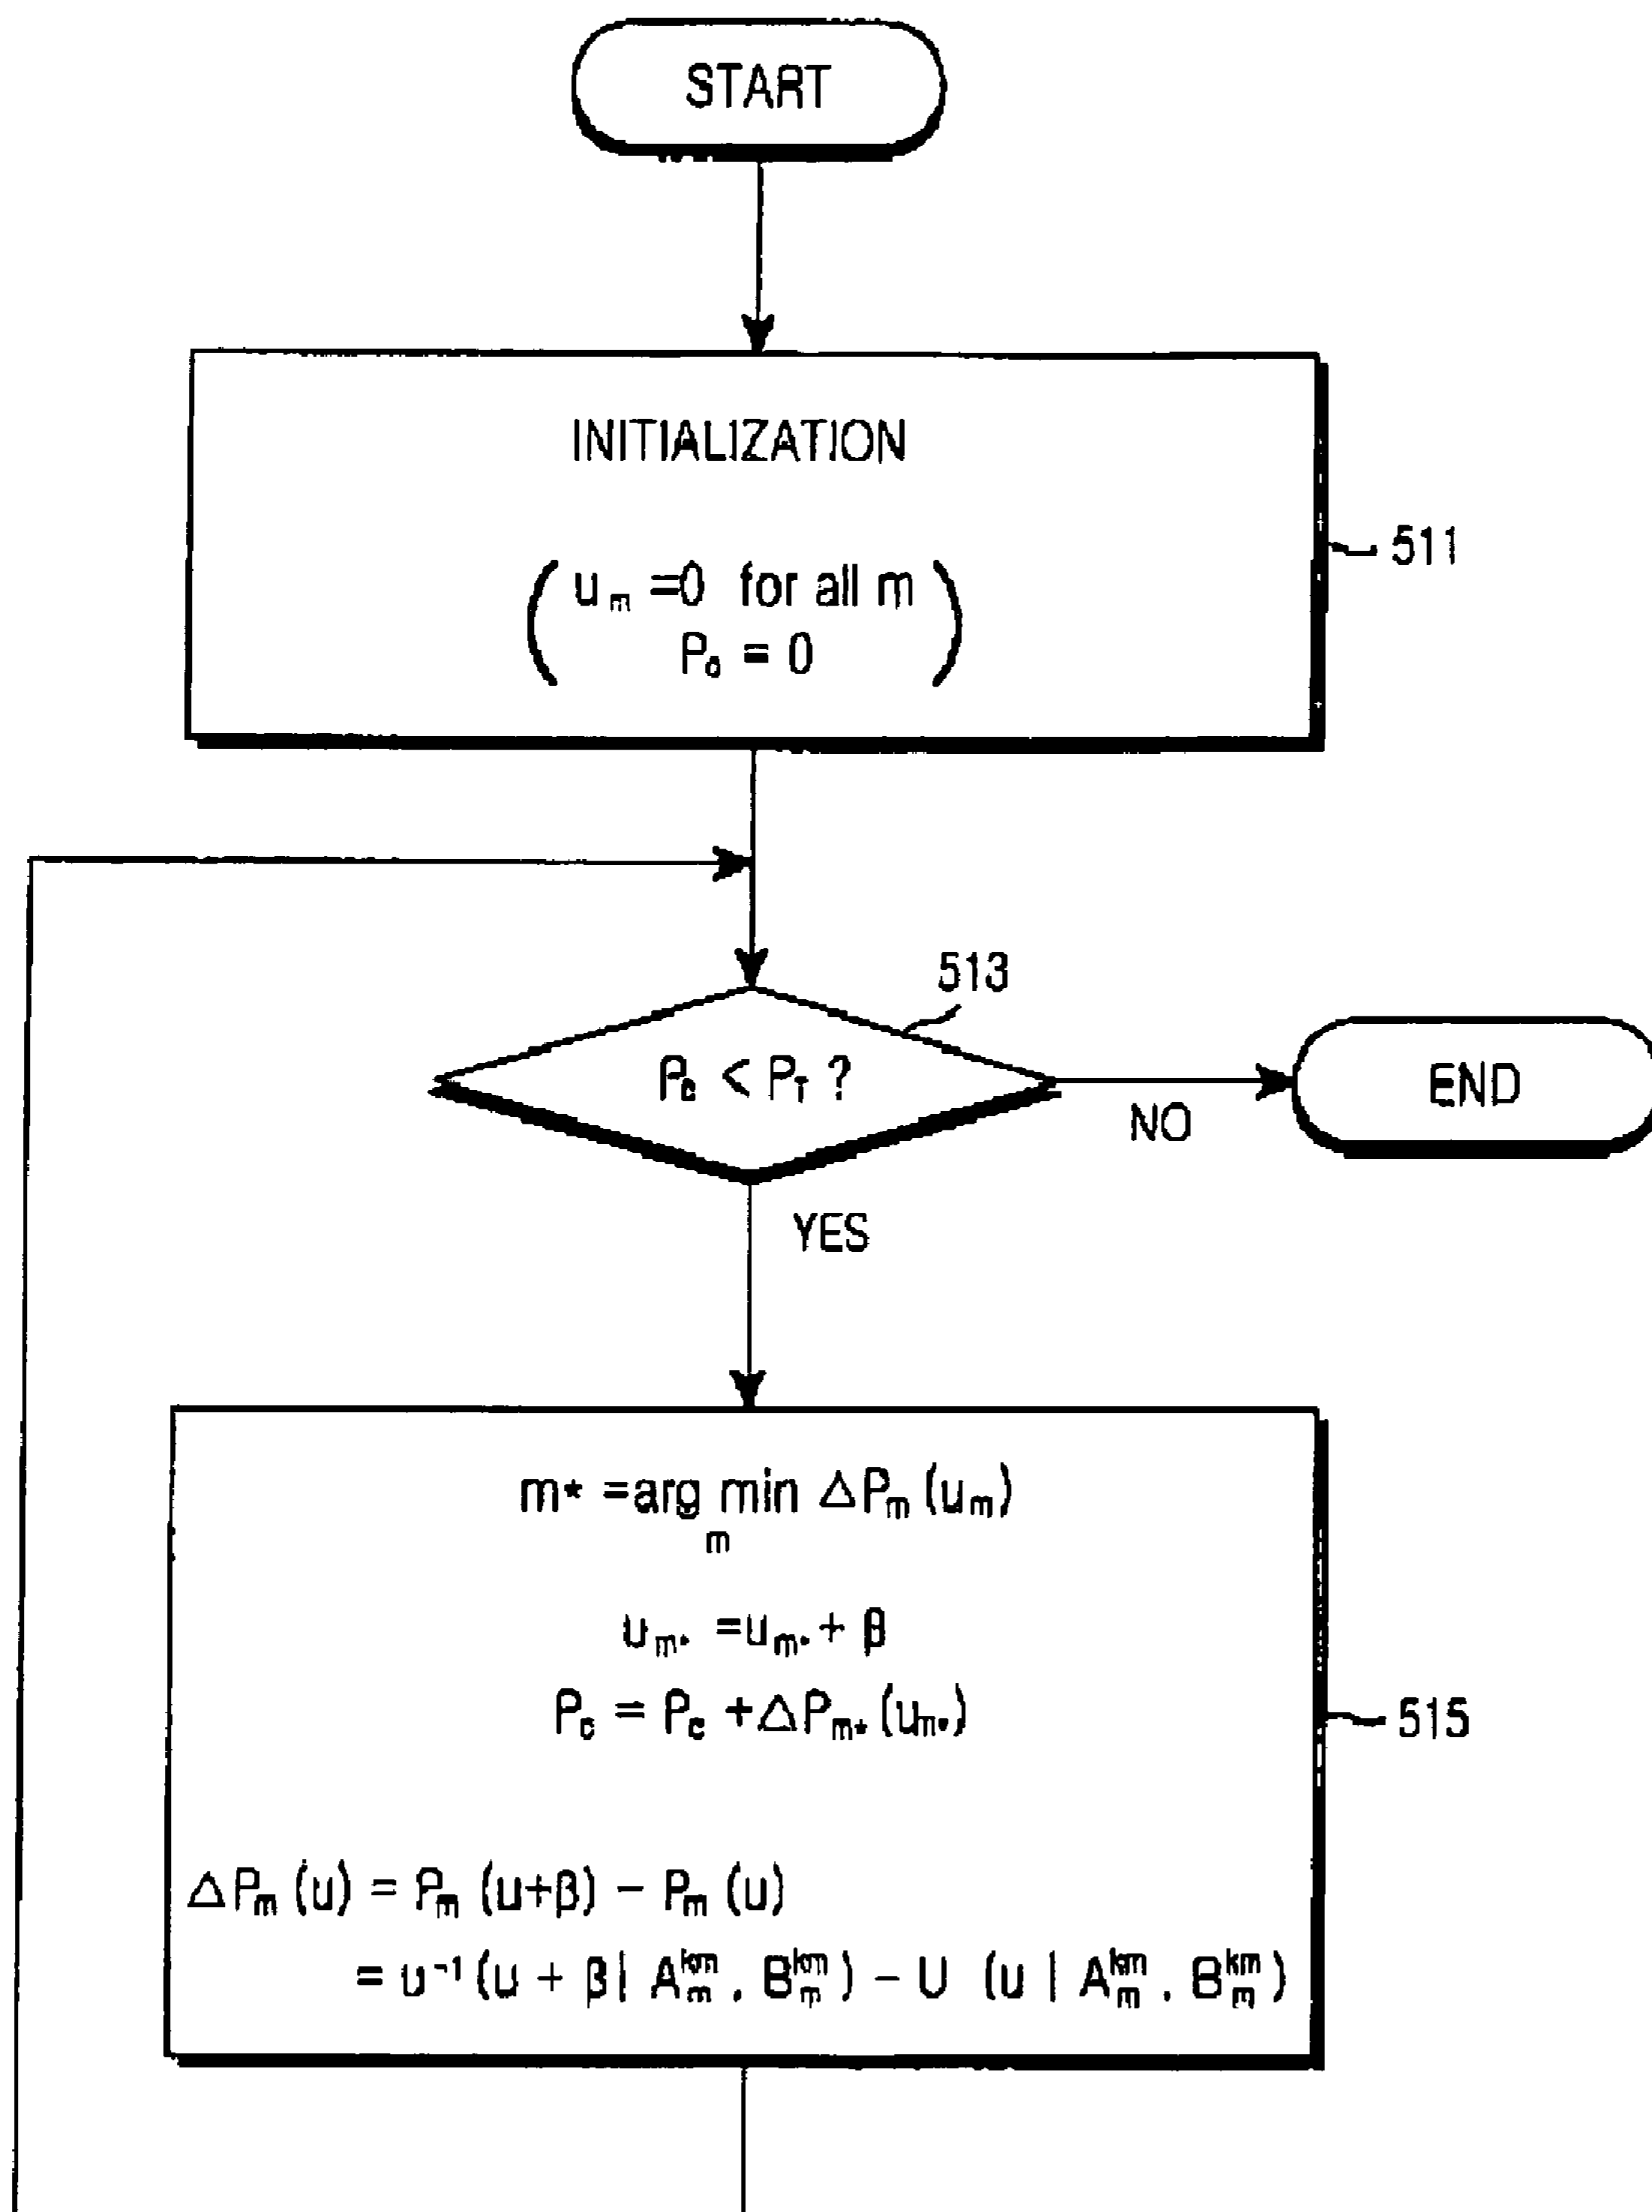 START
INITIALIZATION
511
u_m =0 for all m
P_c = 0
513
P_c < P_T ?
END
NO
YES
m* =arg min ΔP_m (u_m)
m
u_m* =u_m* + β
P_c = P_c +ΔP_m* (u_m*)
515
ΔP_m (u) = P_m (u+β) − P_m (u)
= u⁻¹ (u + β | A_m^km , B_m^km) − U (u | A_m^km , B_m^km)